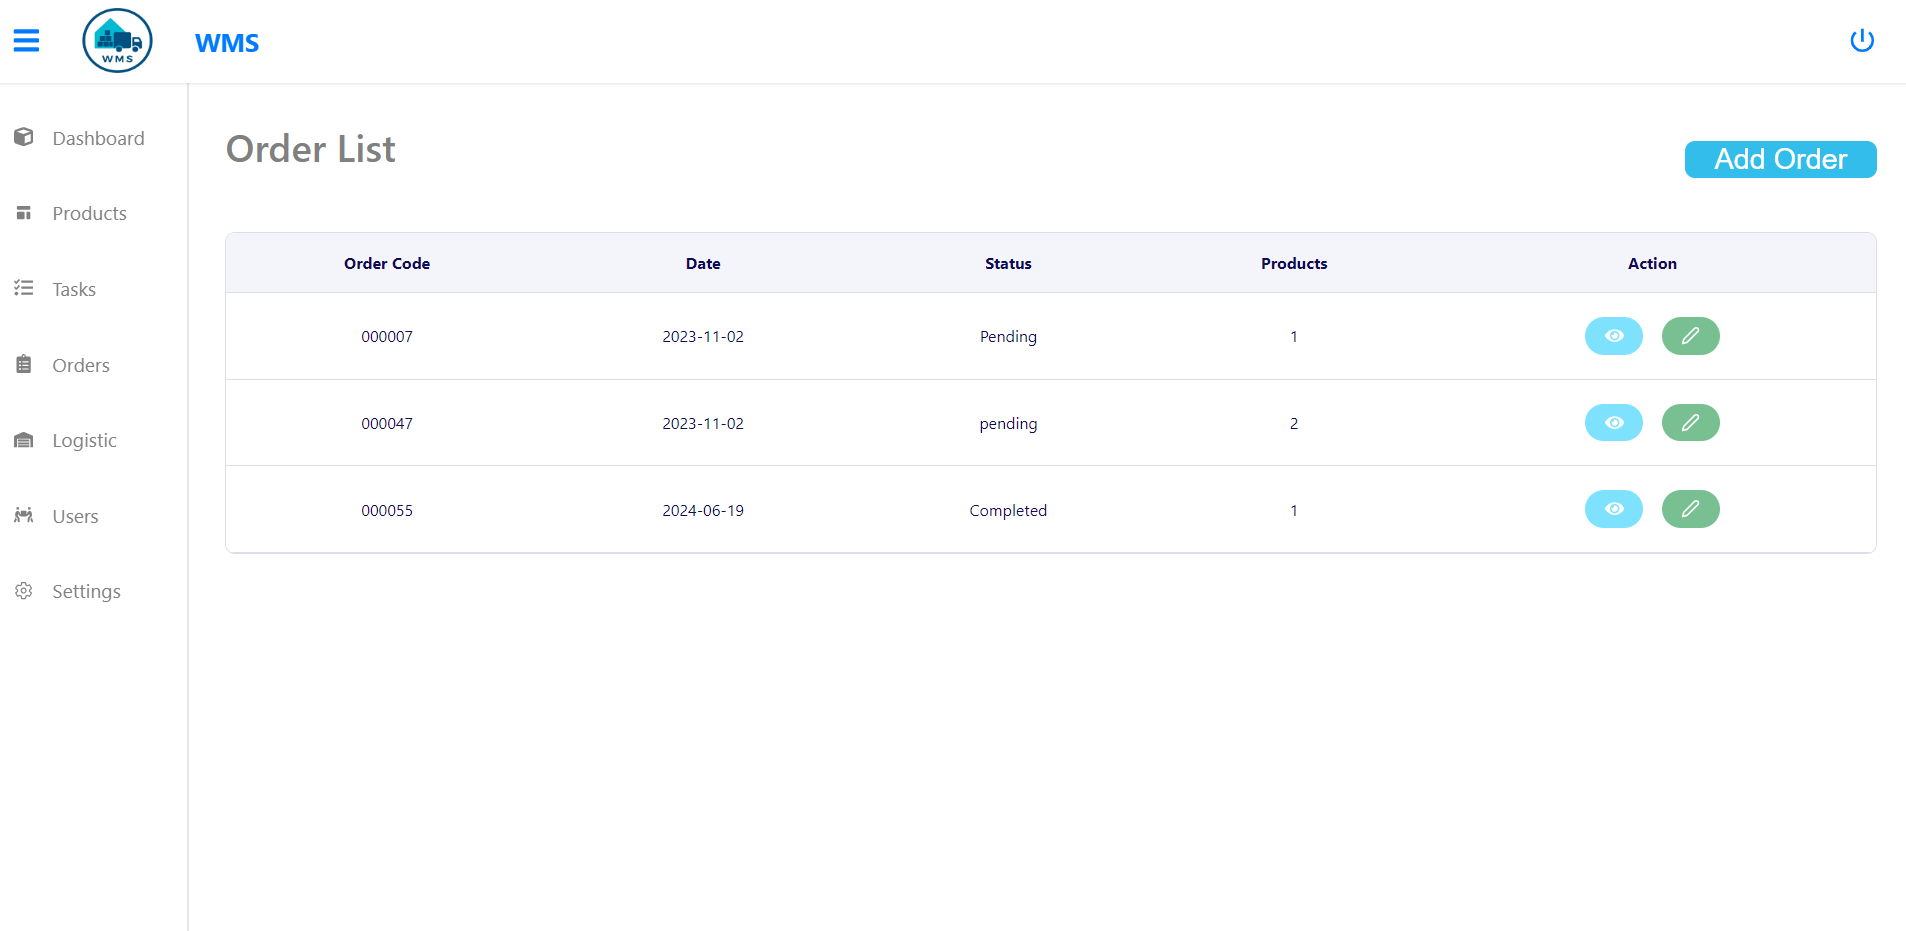 WMS
WMS
Dashboard
Products
Tasks
Orders
Logistic
Users
Settings
Order List
Add Order
Order Code Date Status Products Action
000007 2023-11-02 Pending 1
000047 2023-11-02 pending 2
000055 2024-06-19 Completed 1